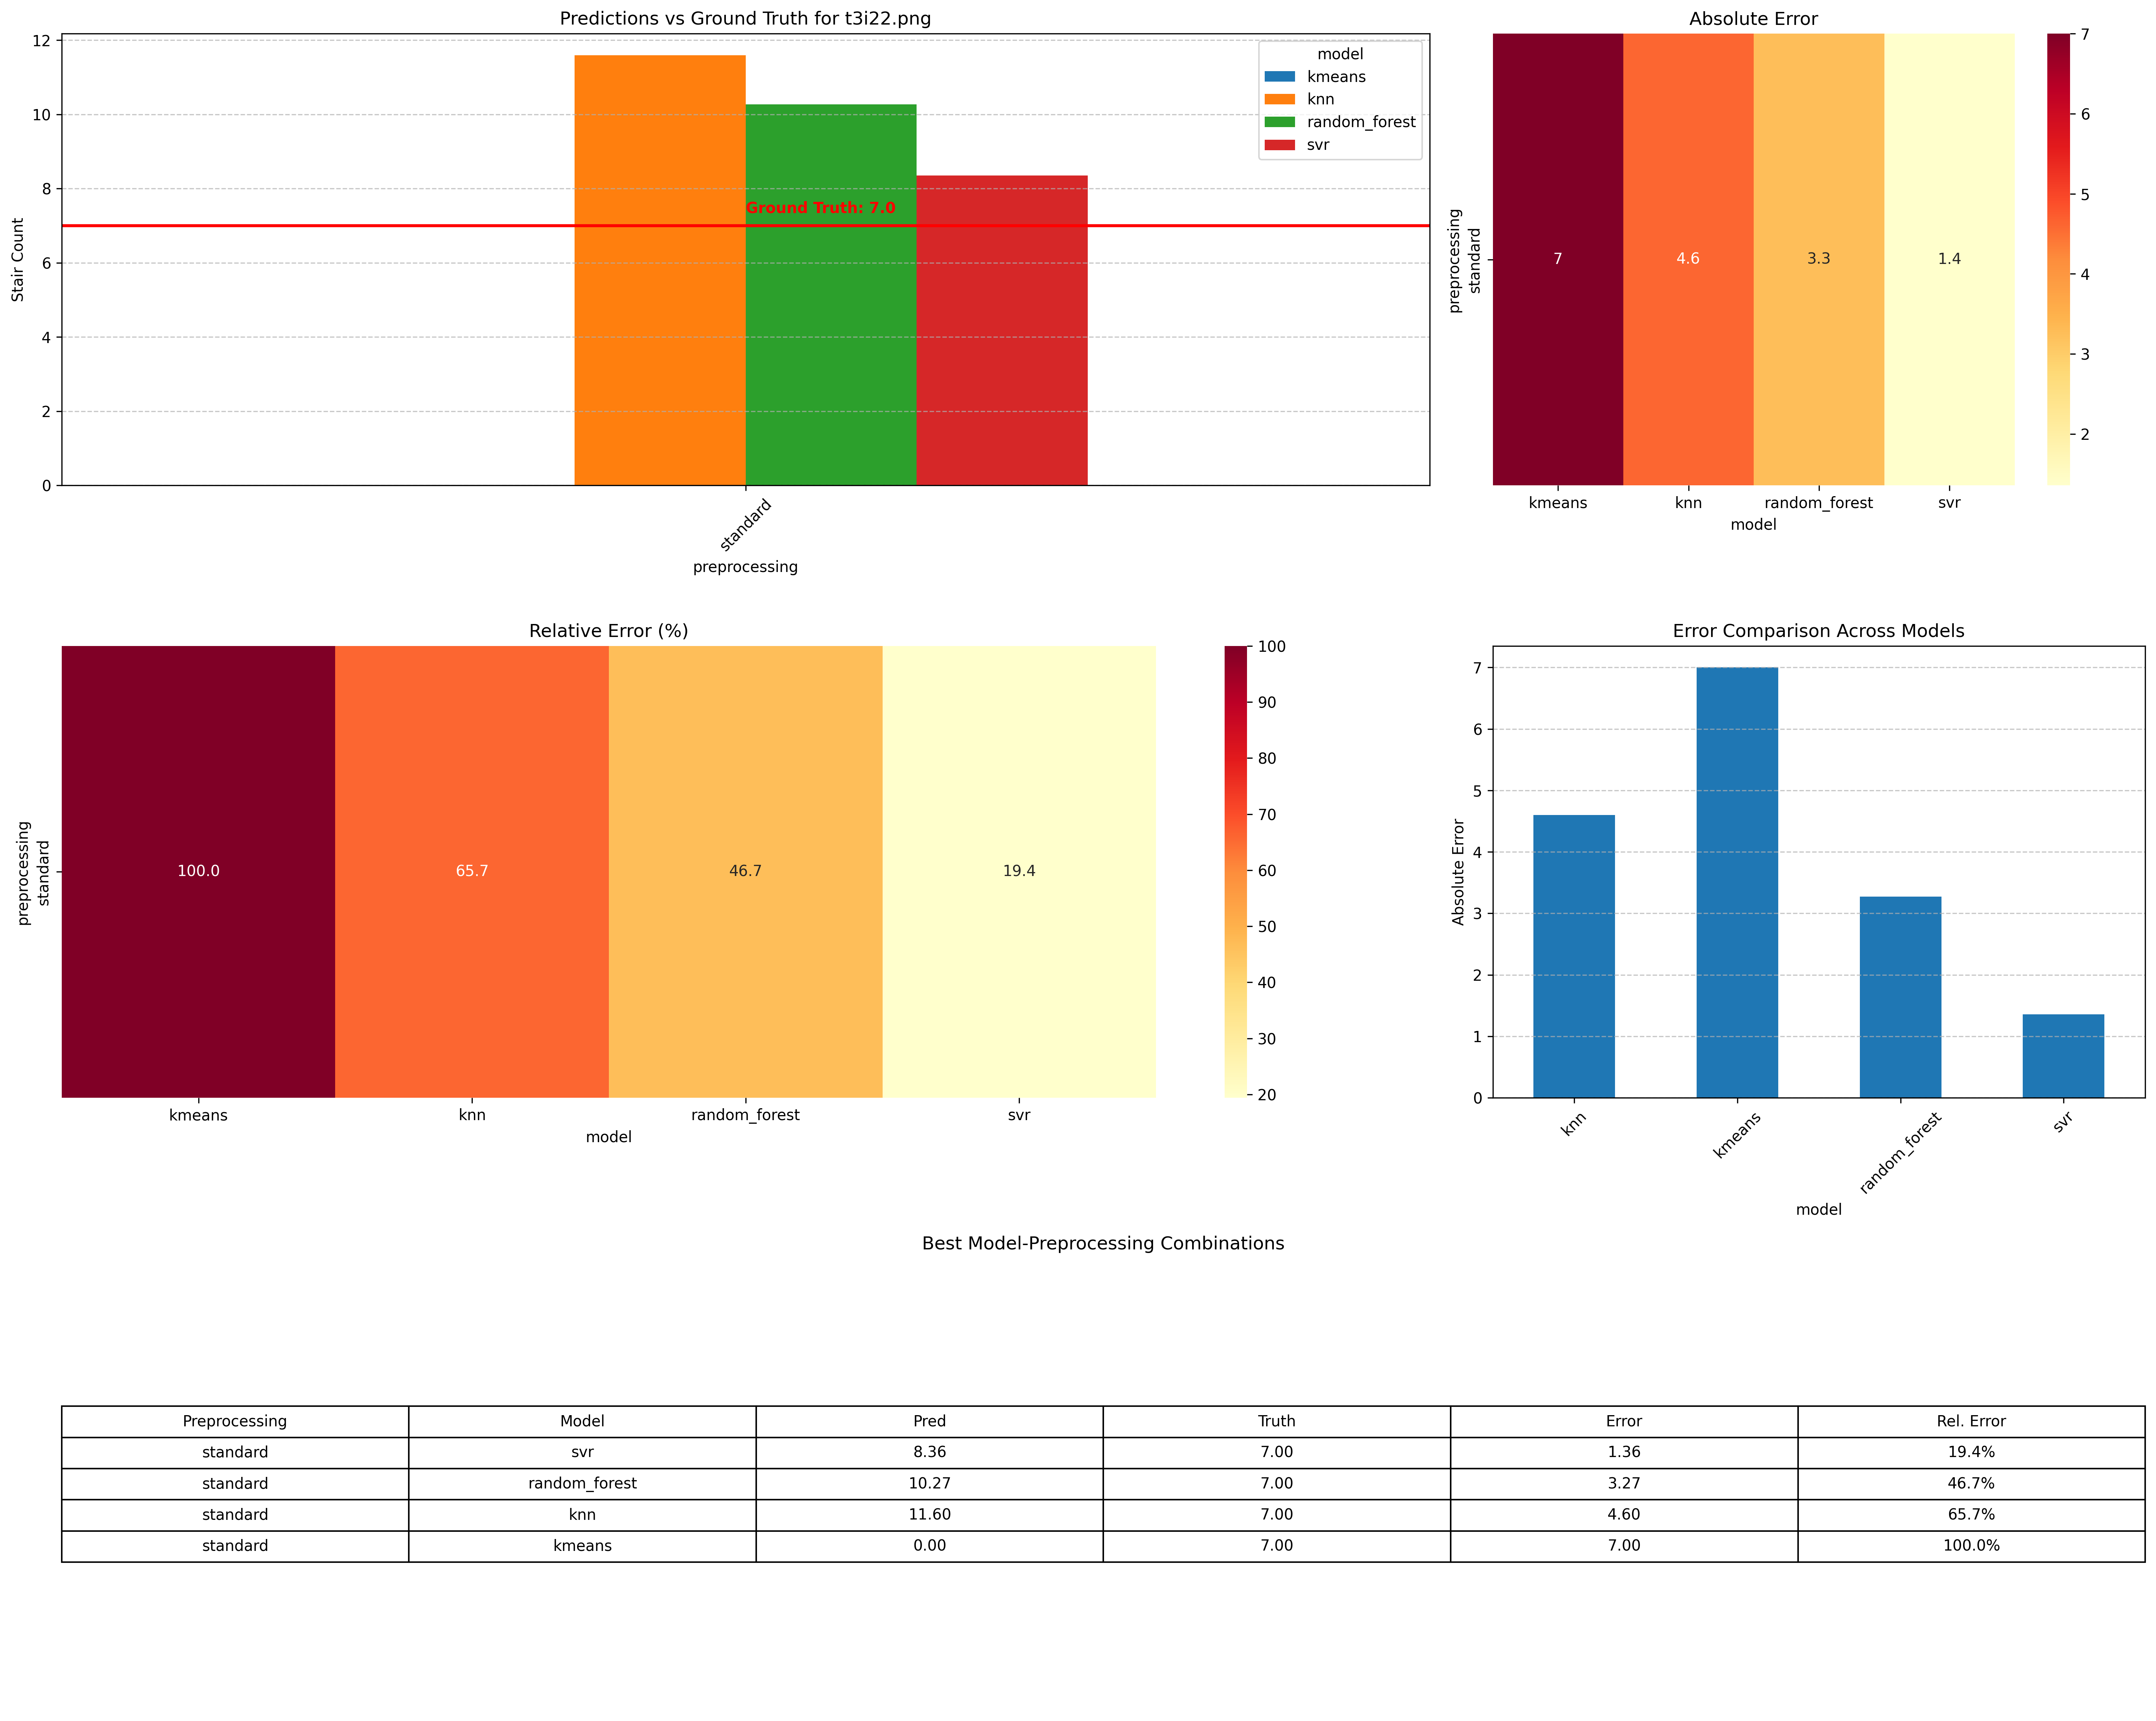 Predictions vs Ground Truth for t3i22.png
12
10
8
6
4
2
0
Stair Count
model
kmeans
knn
random_forest
svr
Ground Truth: 7.0
standard
preprocessing
Absolute Error
preprocessing
standard
7
4.6
3.3
1.4
kmeans
knn
random_forest
svr
model
7
6
5
4
3
2
Relative Error (%)
preprocessing
standard
100.0
65.7
46.7
19.4
kmeans
knn
random_forest
svr
model
100
90
80
70
60
50
40
30
20
Error Comparison Across Models
Absolute Error
7
6
5
4
3
2
1
0
knn
kmeans
random_forest
svr
model
Best Model-Preprocessing Combinations
Preprocessing Model Pred Truth Error Rel. Error
standard svr 8.36 7.00 1.36 19.4%
standard random_forest 10.27 7.00 3.27 46.7%
standard knn 11.60 7.00 4.60 65.7%
standard kmeans 0.00 7.00 7.00 100.0%